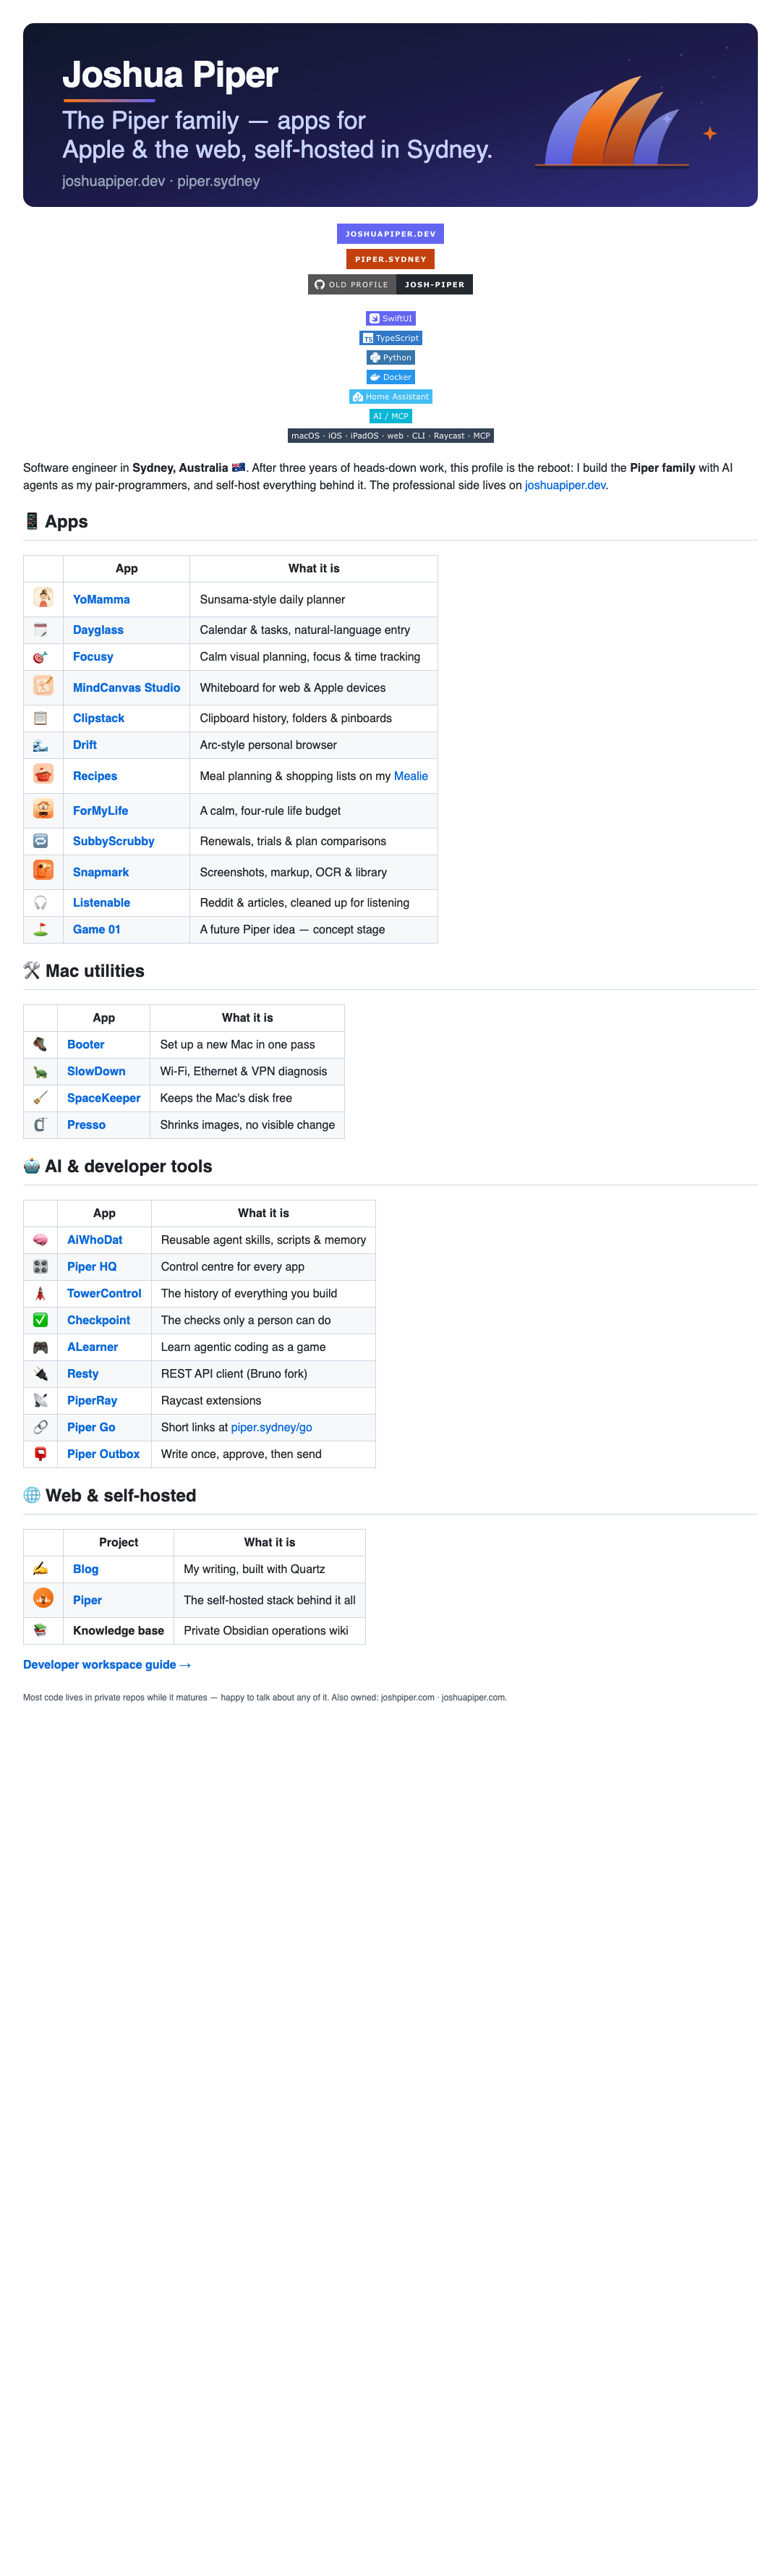 Joshua Piper
The Piper family — apps for
Apple & the web, self-hosted in Sydney.
joshuapiper.dev · piper.sydney
JOSHUAPIPER.DEV
PIPER.SYDNEY
OLD PROFILE JOSH-PIPER
SwiftUI
TS TypeScript
Python
Docker
Home Assistant
AI / MCP
macOS · iOS · iPadOS · web · CLI · Raycast · MCP
Software engineer in Sydney, Australia 🇦🇺. After three years of heads-down work, this profile is the reboot: I build the Piper family with AI
agents as my pair-programmers, and self-host everything behind it. The professional side lives on joshuapiper.dev.
📱 Apps
App What it is
YoMamma Sunsama-style daily planner
Dayglass Calendar & tasks, natural-language entry
Focusy Calm visual planning, focus & time tracking
MindCanvas Studio Whiteboard for web & Apple devices
Clipstack Clipboard history, folders & pinboards
Drift Arc-style personal browser
Recipes Meal planning & shopping lists on my Mealie
ForMyLife A calm, four-rule life budget
SubbyScrubby Renewals, trials & plan comparisons
Snapmark Screenshots, markup, OCR & library
Listenable Reddit & articles, cleaned up for listening
Game 01 A future Piper idea — concept stage
🛠️ Mac utilities
App What it is
Booter Set up a new Mac in one pass
SlowDown Wi-Fi, Ethernet & VPN diagnosis
SpaceKeeper Keeps the Mac's disk free
Presso Shrinks images, no visible change
🤖 AI & developer tools
App What it is
AiWhoDat Reusable agent skills, scripts & memory
Piper HQ Control centre for every app
TowerControl The history of everything you build
Checkpoint The checks only a person can do
ALearner Learn agentic coding as a game
Resty REST API client (Bruno fork)
PiperRay Raycast extensions
Piper Go Short links at piper.sydney/go
Piper Outbox Write once, approve, then send
🌐 Web & self-hosted
Project What it is
Blog My writing, built with Quartz
Piper The self-hosted stack behind it all
Knowledge base Private Obsidian operations wiki
Developer workspace guide →
Most code lives in private repos while it matures — happy to talk about any of it. Also owned: joshpiper.com · joshuapiper.com.